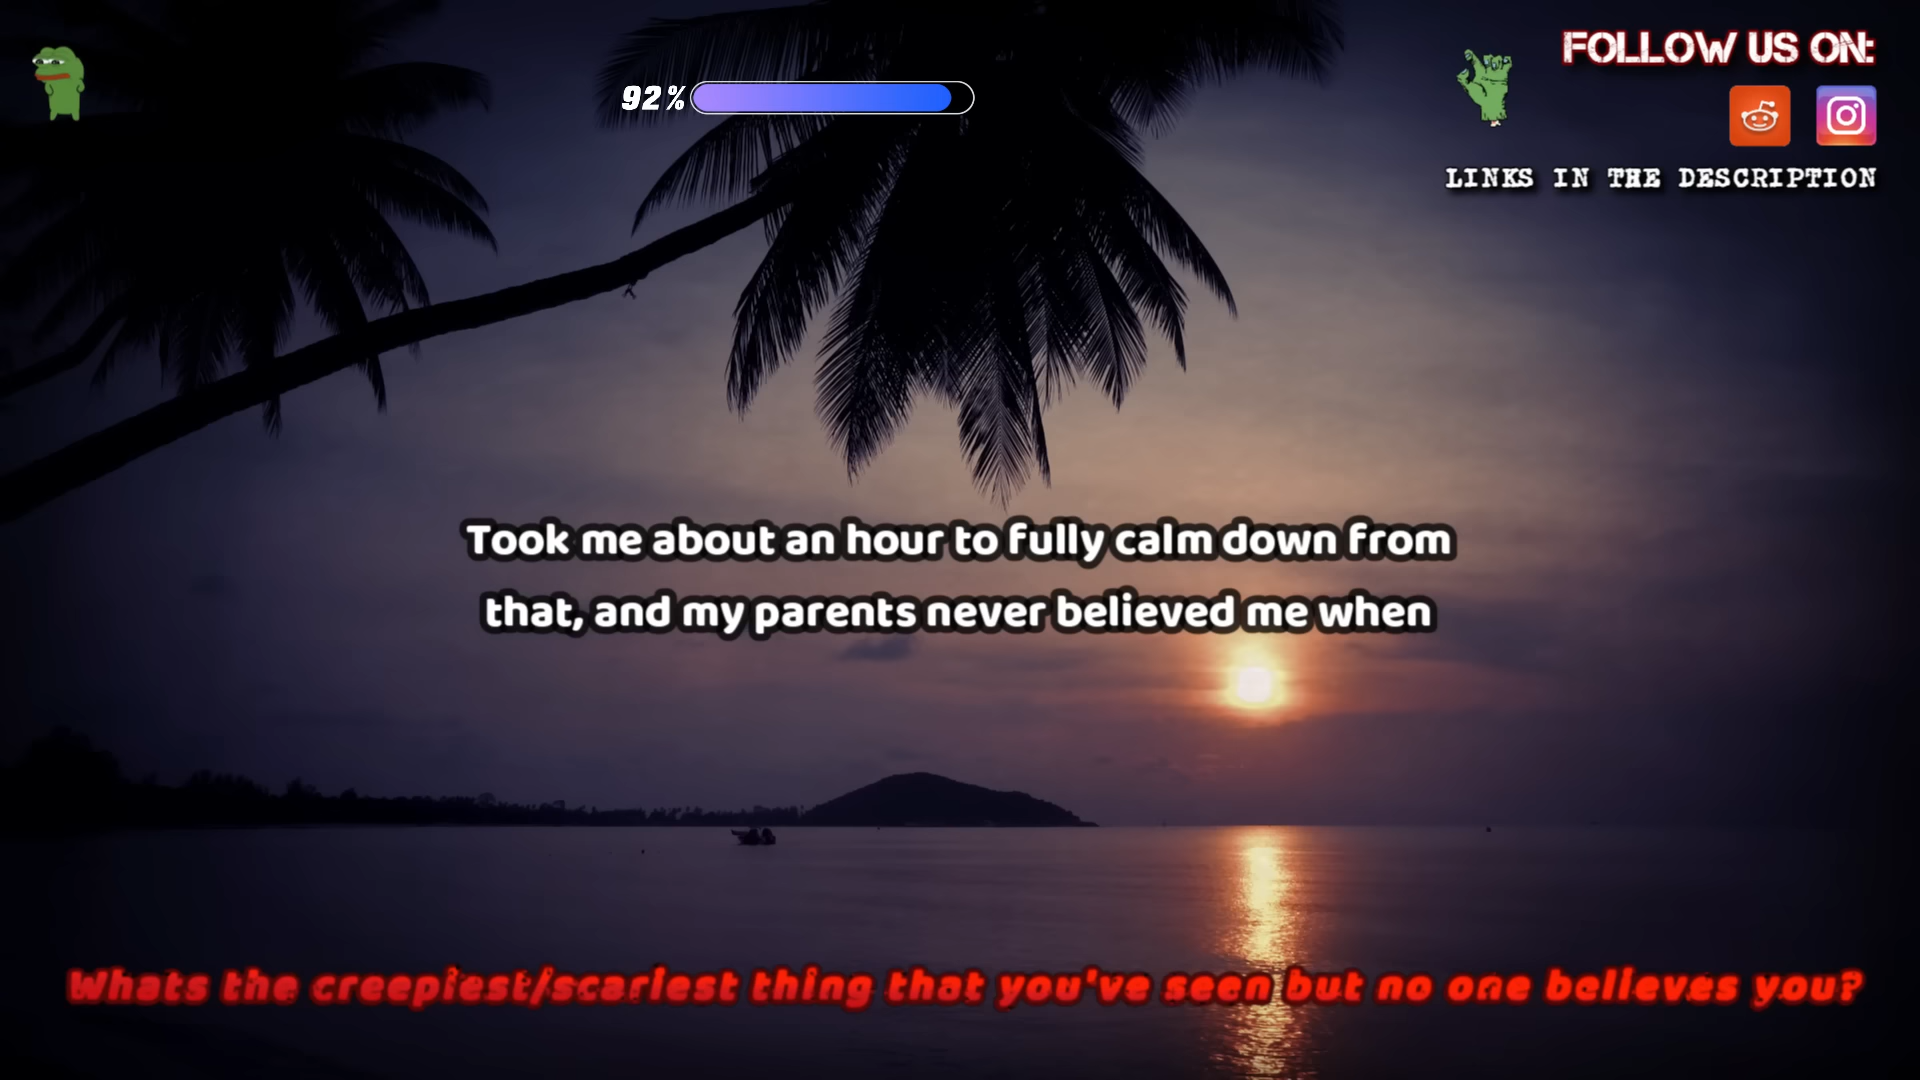 FOLLOW US ON:
92%
LINKS IN THE DESCRIPTION
Took me about an hour to fully calm down from
that, and my parents never believed me when
Whats the creepiest/scariest thing that you've seen but no one believes you?